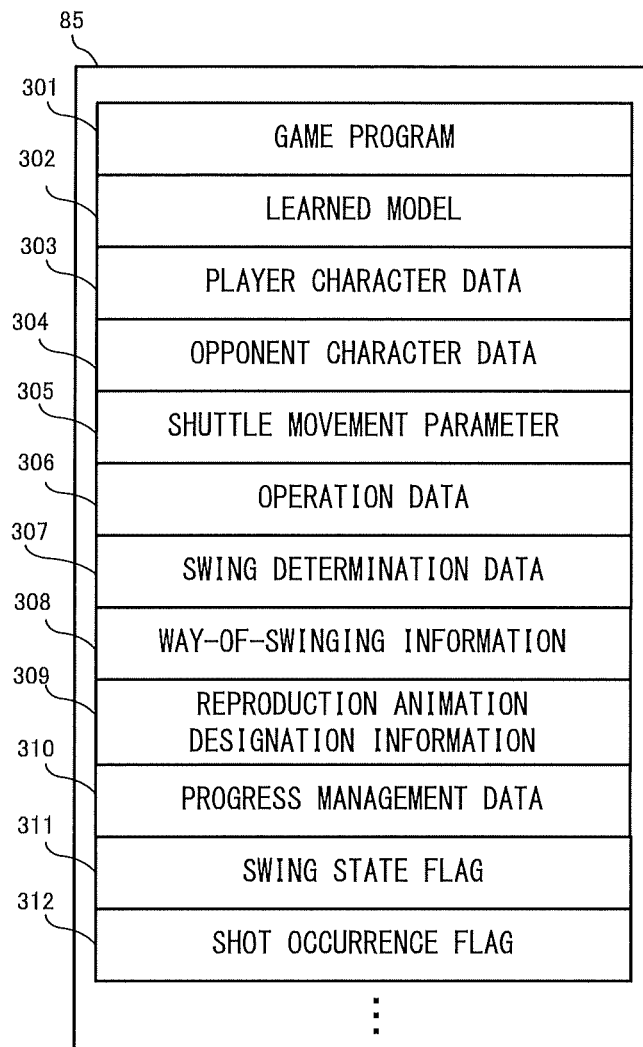 85
301
GAME PROGRAM
302
LEARNED MODEL
303
PLAYER CHARACTER DATA
304
OPPONENT CHARACTER DATA
305
SHUTTLE MOVEMENT PARAMETER
306
OPERATION DATA
307
SWING DETERMINATION DATA
308
WAY-OF-SWINGING INFORMATION
309
REPRODUCTION ANIMATION
DESIGNATION INFORMATION
310
PROGRESS MANAGEMENT DATA
311
SWING STATE FLAG
312
SHOT OCCURRENCE FLAG
⋮